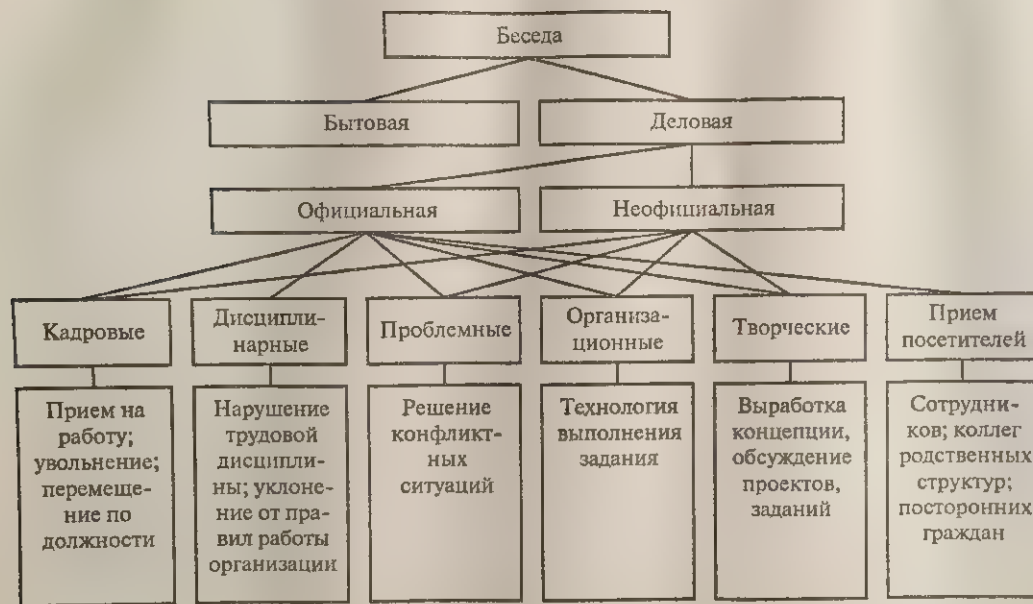 Беседа
Бытовая
Деловая
Официальная
Неофициальная
Кадровые
Дисципли-
нарные
Проблемные
Организа-
ционные
Творческие
Прием
посетителей
Прием на
работу;
увольнение;
перемеще-
ние по
должности
Нарушение
трудовой
дисципли-
ны; уклоне-
ние от пра-
вил работы
организации
Решение
конфликт-
ных
ситуаций
Технология
выполнения
задания
Выработка
концепции,
обсуждение
проектов,
заданий
Сотрудни-
ков; коллег
родственных
структур;
посторонних
граждан